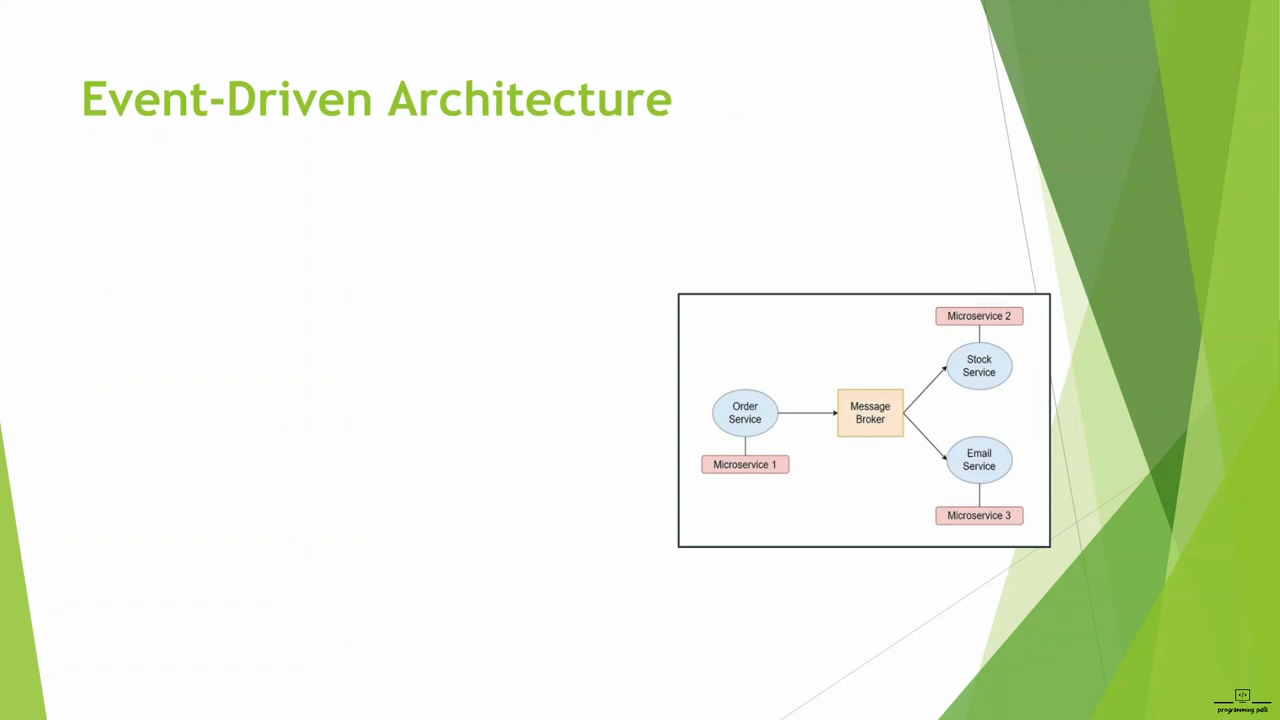 Event-Driven Architecture
Microservice 2
Stock
Service
Order
Service
Message
Broker
Microservice 1
Email
Service
Microservice 3